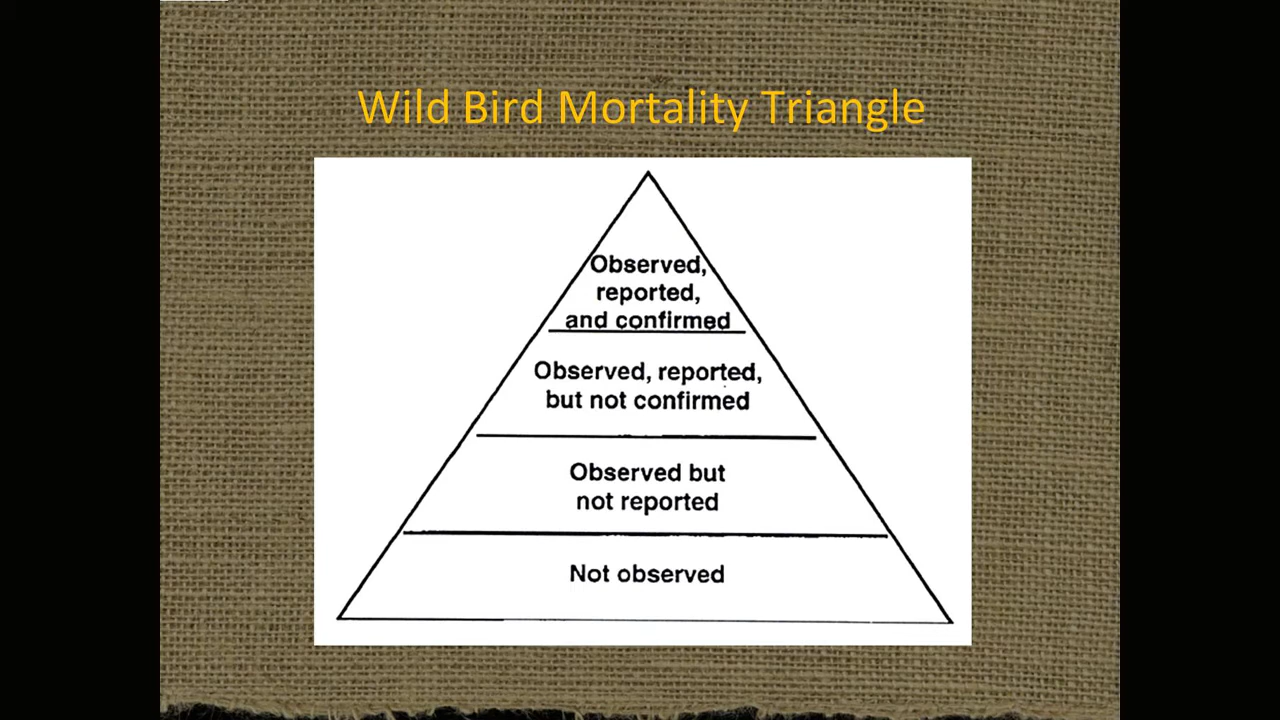 Wild Bird Mortality Triangle
Observed,
reported,
and confirmed
Observed, reported,
but not confirmed
Observed but
not reported
Not observed